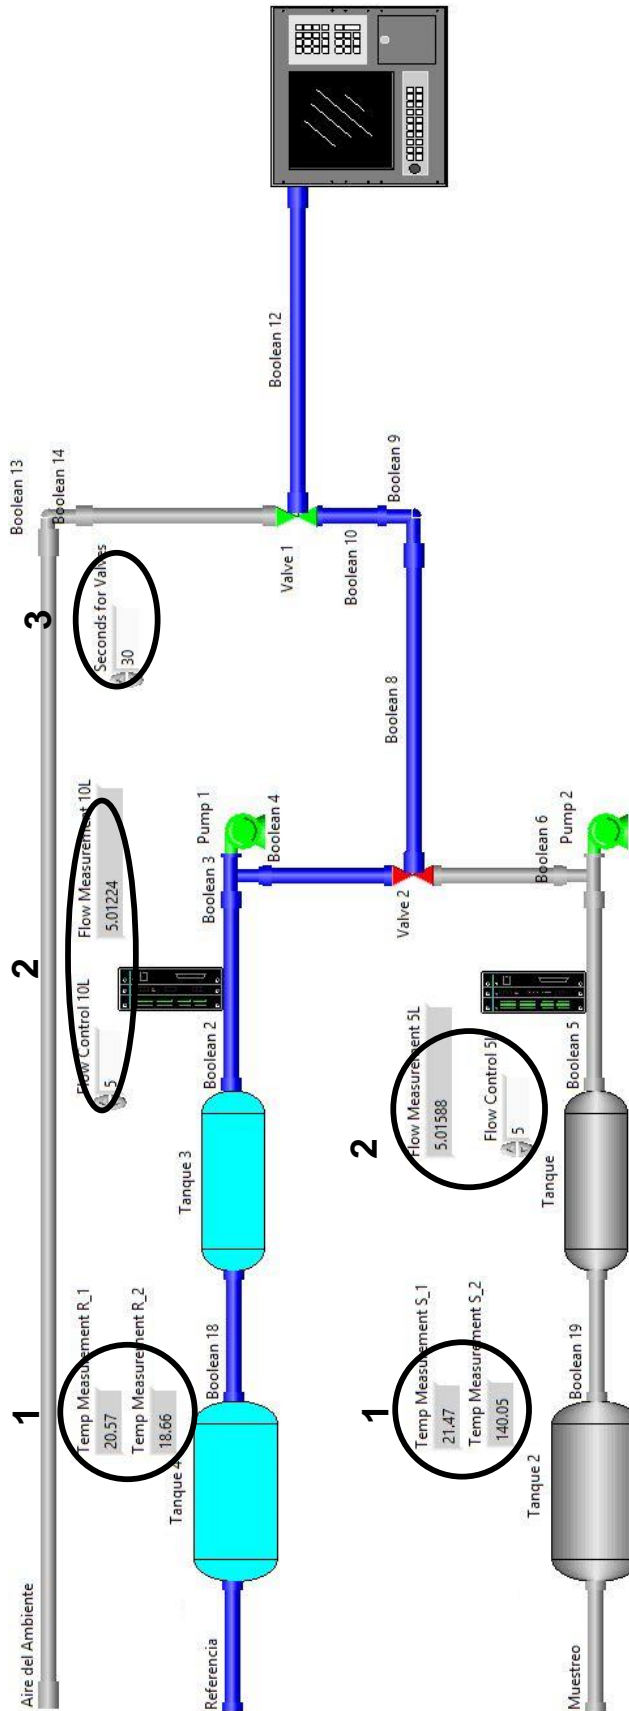 Aire del Ambiente
Boolean 13
Boolean 14
3
Seconds for Valves
30
2
Flow Control 10L
5
Flow Measurement 10L
5.01224
1
Temp Measurement R_1
20.57
Temp Measurement R_2
18.66
Referencia
Tanque 4
Boolean 18
Tanque 3
Boolean 2
Boolean 3
Pump 1
Boolean 4
Valve 1
Boolean 12
Boolean 10
Boolean 9
Boolean 8
Valve 2
2
Flow Measurement 5L
5.01588
Flow Control 5L
5
1
Temp Measurement S_1
21.47
Temp Measurement S_2
140.05
Muestreo
Tanque 2
Boolean 19
Tanque
Boolean 5
Boolean 6
Pump 2